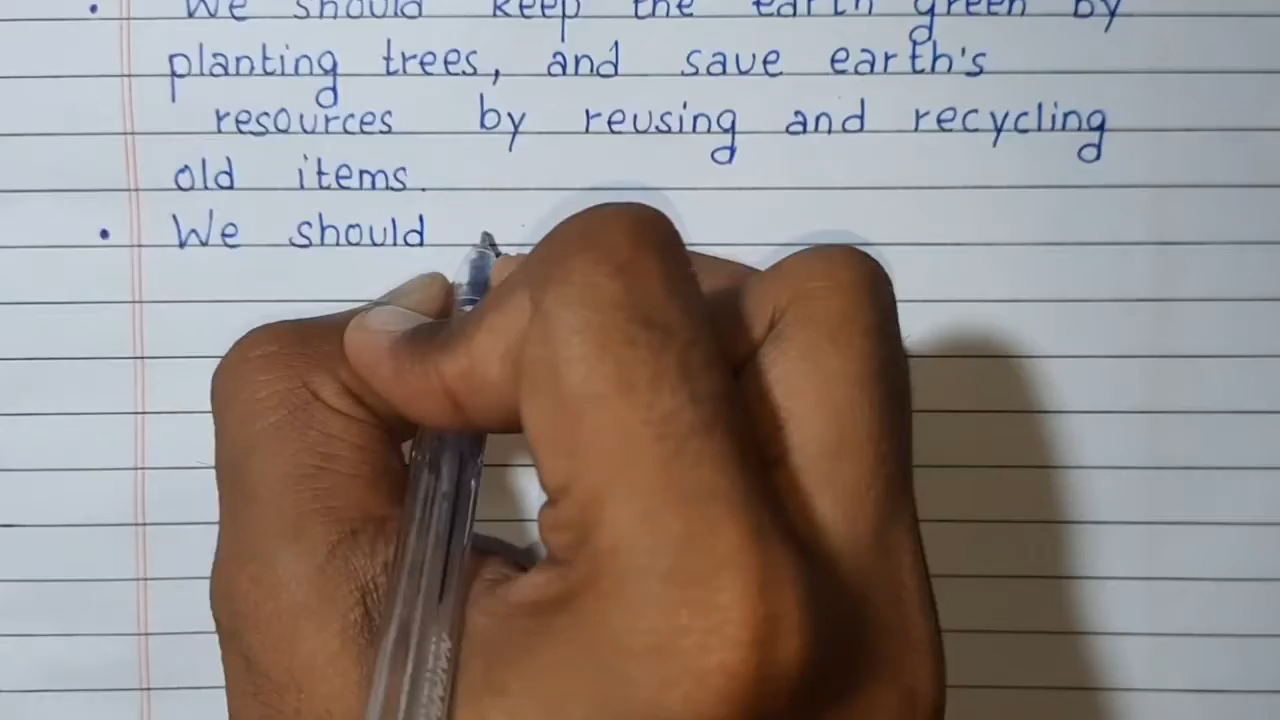 • We should keep the earth green by
planting trees, and save earth's
resources by reusing and recycling
old items.
• We should